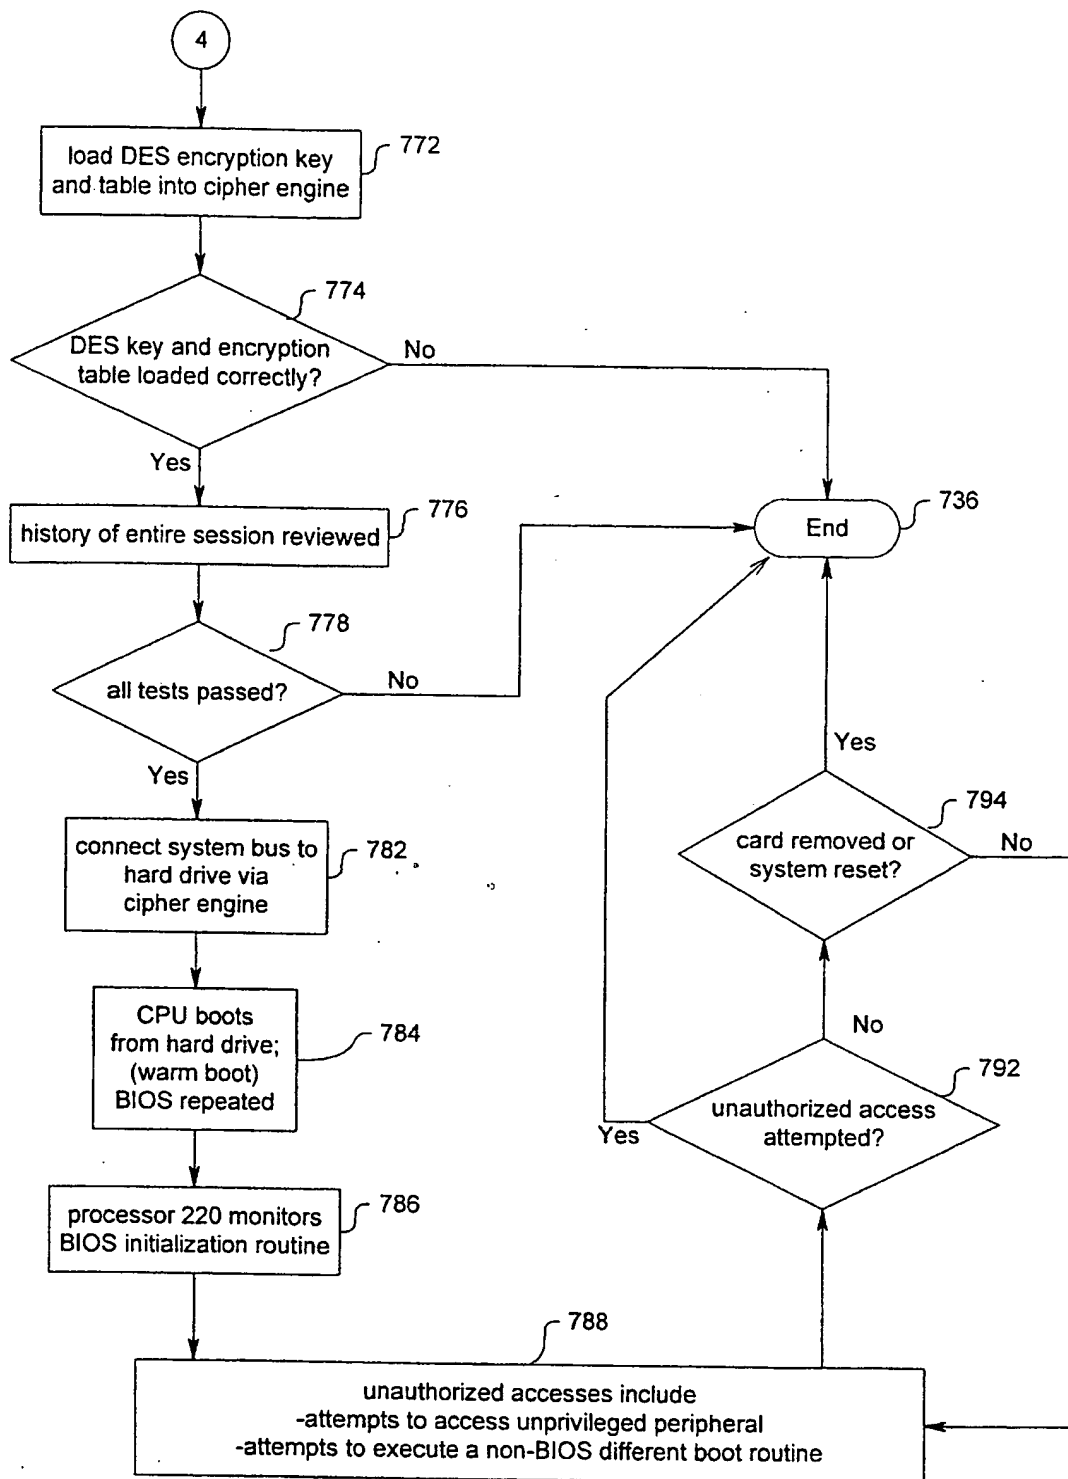 4
load DES encryption key
and table into cipher engine
772
774
DES key and encryption
table loaded correctly?
No
Yes
history of entire session reviewed
776
End
736
778
all tests passed?
No
Yes
connect system bus to
hard drive via
cipher engine
782
CPU boots
from hard drive;
(warm boot)
BIOS repeated
784
processor 220 monitors
BIOS initialization routine
786
Yes
794
card removed or
system reset?
No
No
792
unauthorized access
attempted?
Yes
788
unauthorized accesses include
-attempts to access unprivileged peripheral
-attempts to execute a non-BIOS different boot routine